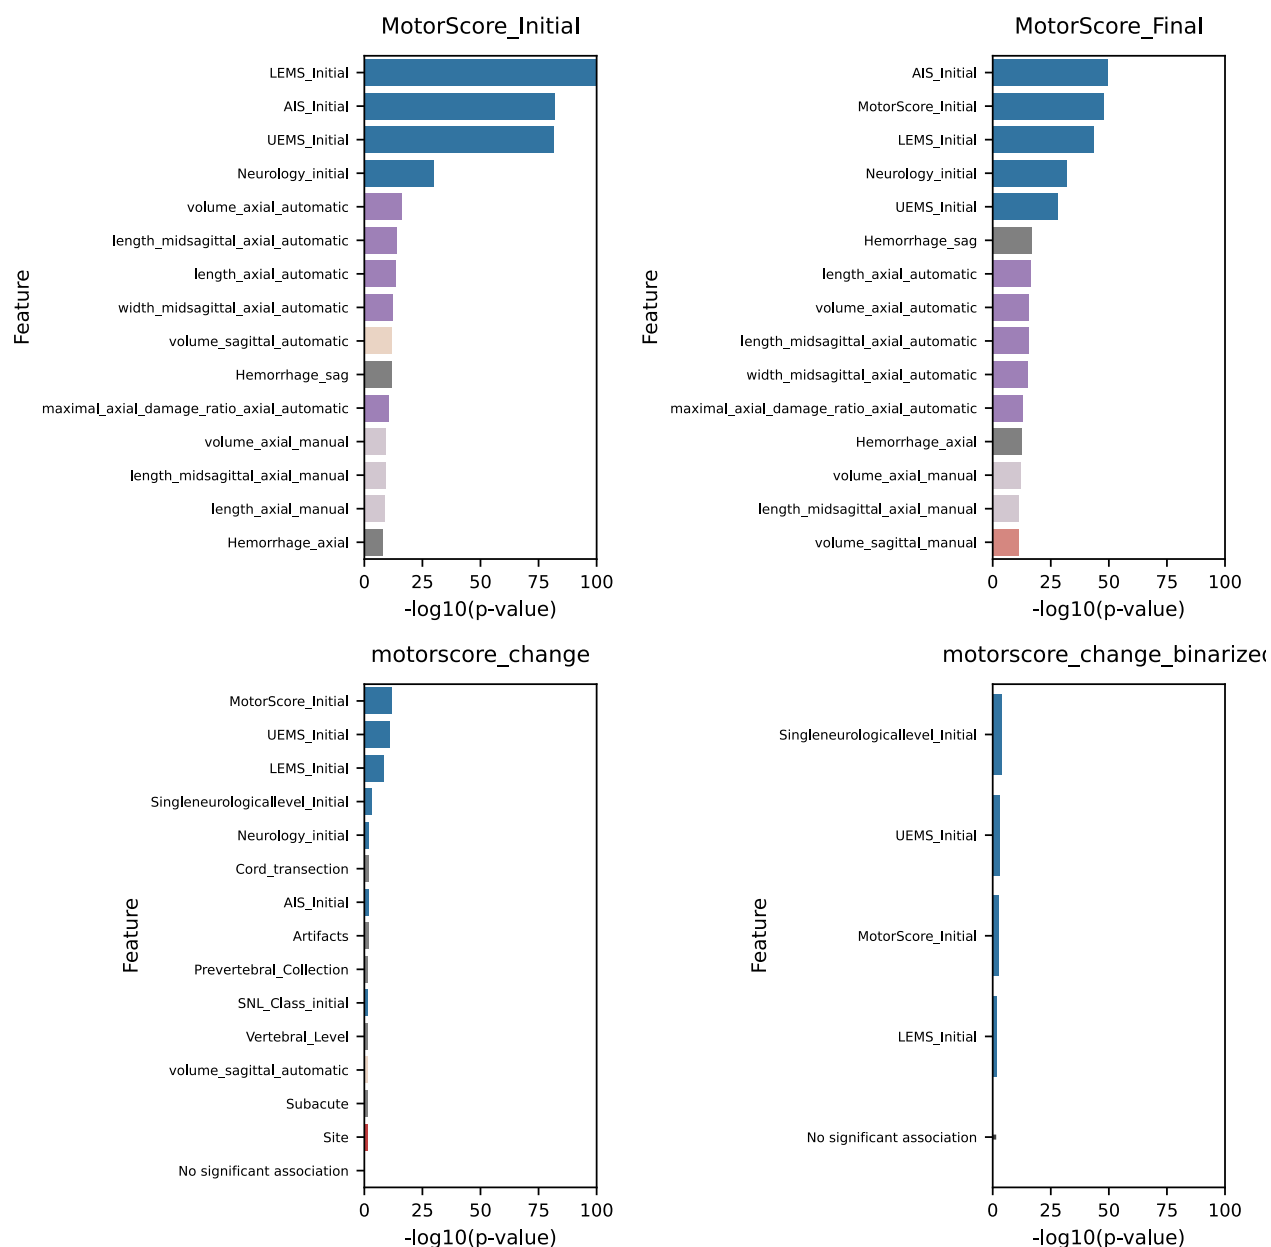 MotorScore_Initial
Feature
LEMS_Initial
AIS_Initial
UEMS_Initial
Neurology_initial
volume_axial_automatic
length_midsagittal_axial_automatic
length_axial_automatic
width_midsagittal_axial_automatic
volume_sagittal_automatic
Hemorrhage_sag
maximal_axial_damage_ratio_axial_automatic
volume_axial_manual
length_midsagittal_axial_manual
length_axial_manual
Hemorrhage_axial
0 25 50 75 100
-log10(p-value)
MotorScore_Final
Feature
AIS_Initial
MotorScore_Initial
LEMS_Initial
Neurology_initial
UEMS_Initial
Hemorrhage_sag
length_axial_automatic
volume_axial_automatic
length_midsagittal_axial_automatic
width_midsagittal_axial_automatic
maximal_axial_damage_ratio_axial_automatic
Hemorrhage_axial
volume_axial_manual
length_midsagittal_axial_manual
volume_sagittal_manual
0 25 50 75 100
-log10(p-value)
motorscore_change
Feature
MotorScore_Initial
UEMS_Initial
LEMS_Initial
Singleneurologicallevel_Initial
Neurology_initial
Cord_transection
AIS_Initial
Artifacts
Prevertebral_Collection
SNL_Class_initial
Vertebral_Level
volume_sagittal_automatic
Subacute
Site
No significant association
0 25 50 75 100
-log10(p-value)
motorscore_change_binarized
Feature
Singleneurologicallevel_Initial
UEMS_Initial
MotorScore_Initial
LEMS_Initial
No significant association
0 25 50 75 100
-log10(p-value)